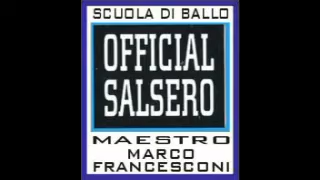 SCUOLA DI BALLO
OFFICIAL
SALSERO
MAESTRO
MARCO
FRANCESCONI